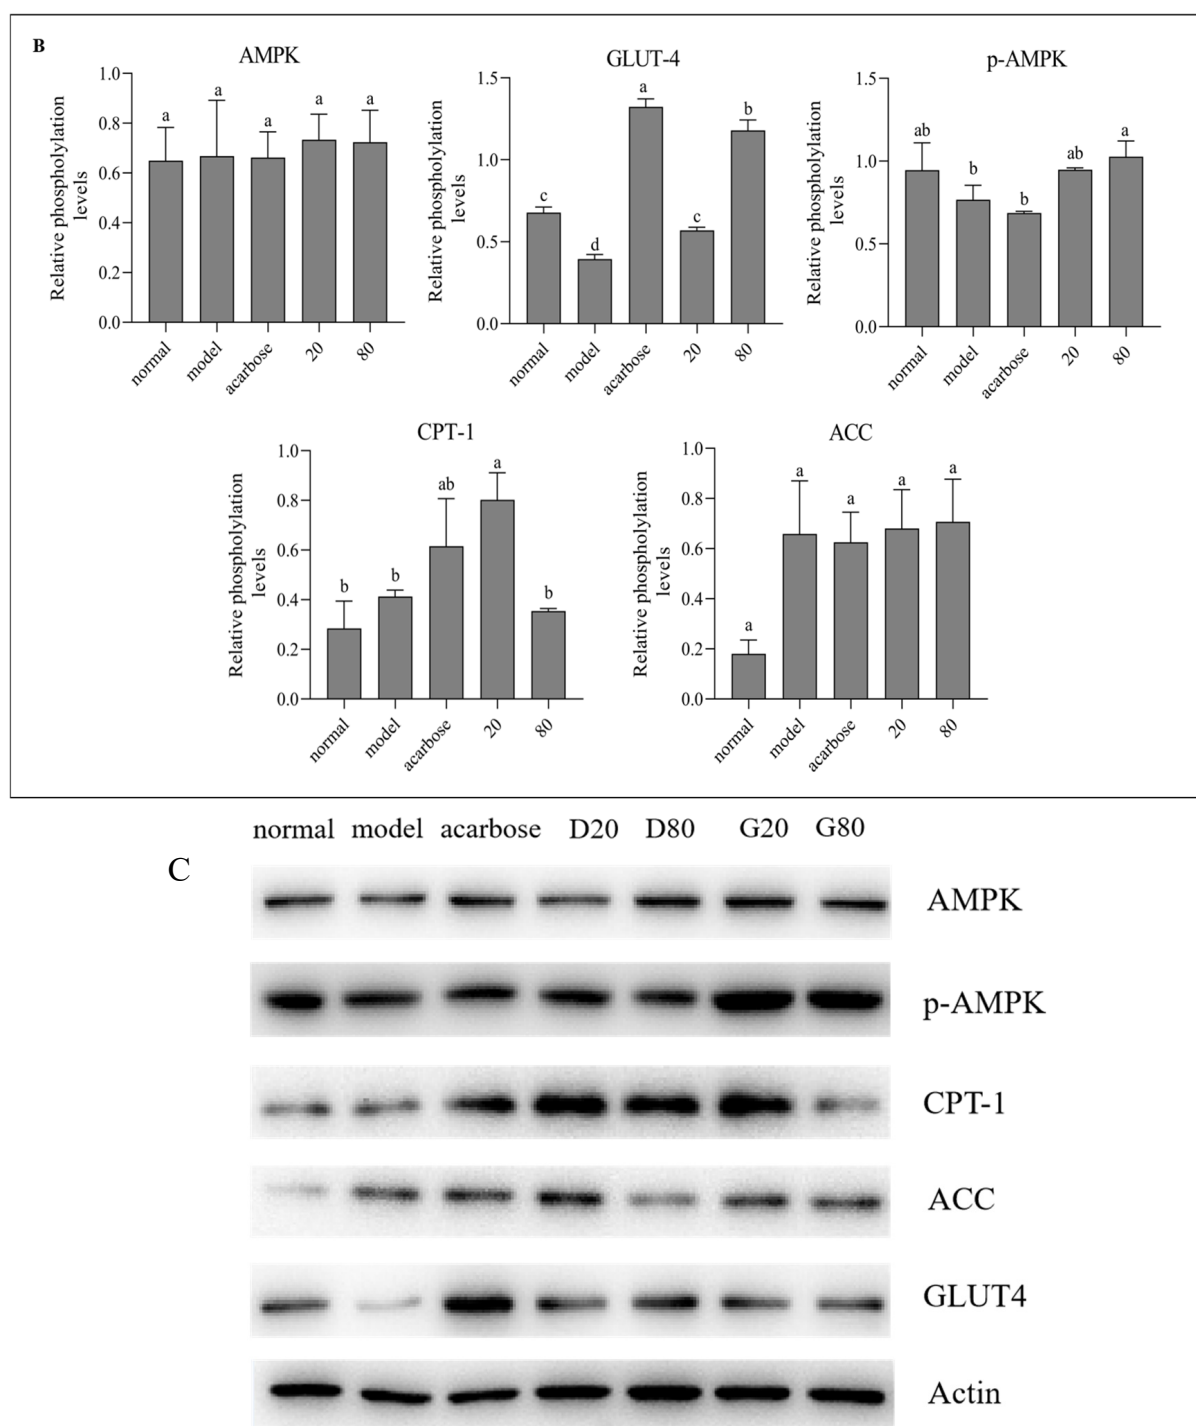 B
AMPK
Relative phospholylation
levels
1.0
0.8
0.6
0.4
0.2
0.0
a
a
a
a
a
normal
model
acarbose
20
80
GLUT-4
Relative phospholylation
levels
1.5
1.0
0.5
0.0
c
d
a
c
b
normal
model
acarbose
20
80
p-AMPK
Relative phospholylation
levels
1.5
1.0
0.5
0.0
ab
b
b
ab
a
normal
model
acarbose
20
80
CPT-1
Relative phospholylation
levels
1.0
0.8
0.6
0.4
0.2
0.0
b
b
ab
a
b
normal
model
acarbose
20
80
ACC
Relative phospholylation
levels
1.0
0.8
0.6
0.4
0.2
0.0
a
a
a
a
a
normal
model
acarbose
20
80
C
normal model acarbose D20 D80 G20 G80
AMPK
p-AMPK
CPT-1
ACC
GLUT4
Actin